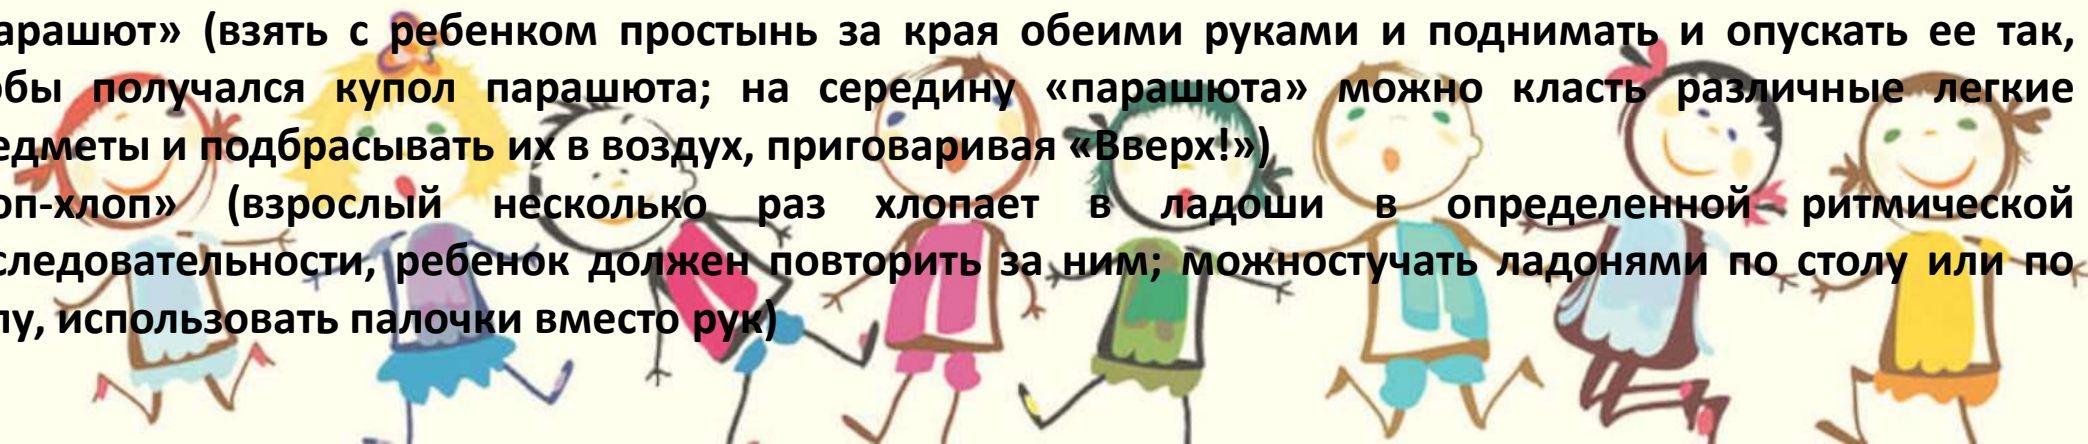 арашют» (взять с ребенком простынь за края обеими руками и поднимать и опускать ее так,
обы получался купол парашюта; на середину «парашюта» можно класть различные легкие
едметы и подбрасывать их в воздух, приговаривая «Вверх!»)
оп-хлоп» (взрослый несколько раз хлопает в ладоши в определенной ритмической
следовательности, ребенок должен повторить за ним; можностучать ладонями по столу или по
лу, использовать палочки вместо рук)